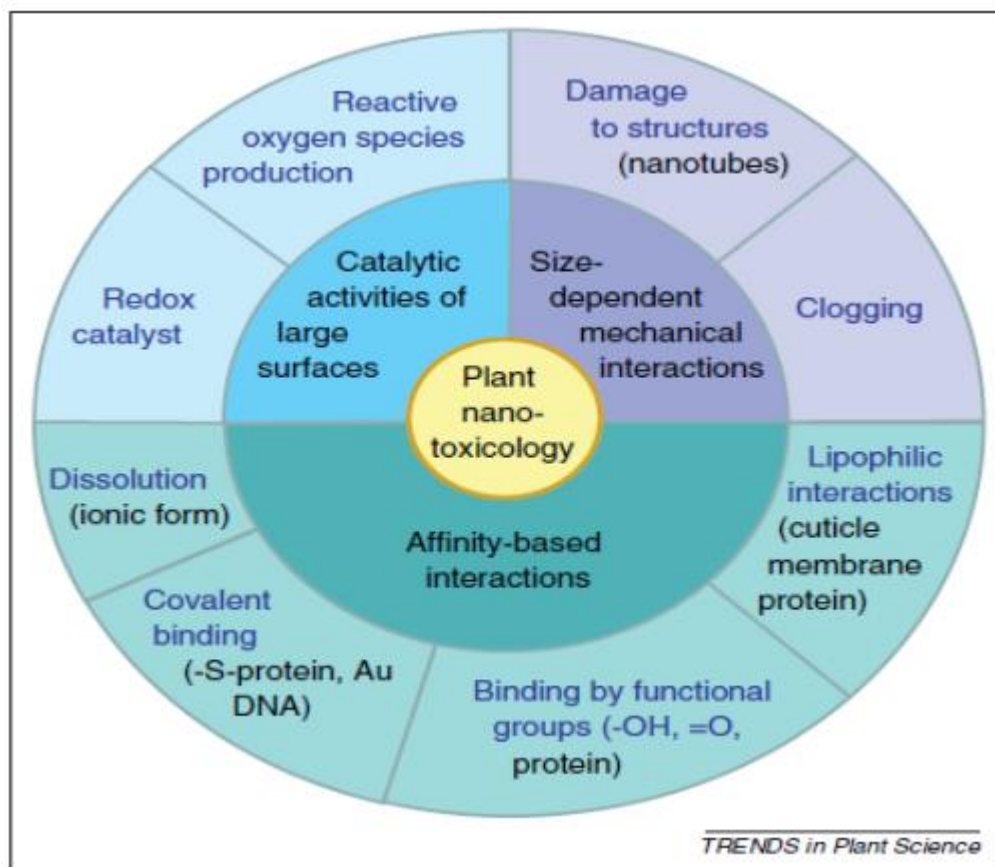 Reactive
oxygen species
production
Damage
to structures
(nanotubes)
Redox
catalyst
Catalytic
activities of
large
surfaces
Size-
dependent
mechanical
interactions
Clogging
Plant
nano-
toxicology
Dissolution
(ionic form)
Affinity-based
interactions
Lipophilic
interactions
(cuticle
membrane
protein)
Covalent
binding
(-S-protein, Au
DNA)
Binding by functional
groups (-OH, =O,
protein)
TRENDS in Plant Science